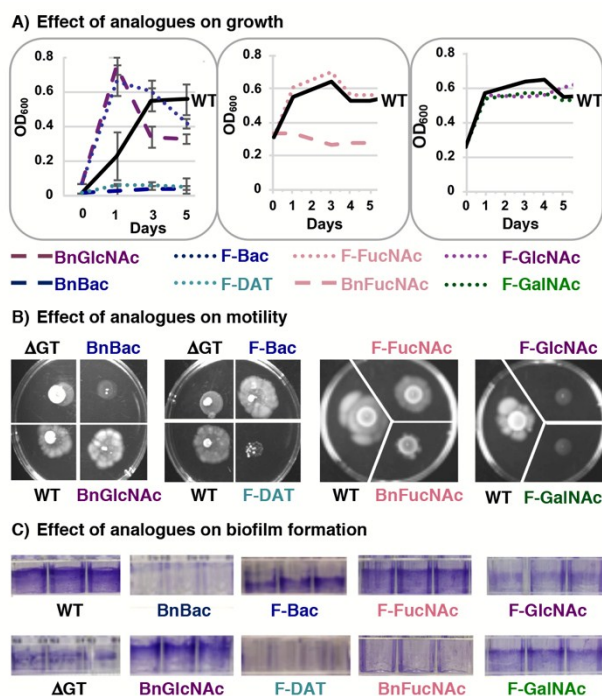 A) Effect of analogues on growth
0.8
0.6
0.4
0.2
0
OD600
WT
0 1 3 5
Days
0.8
0.6
0.4
0.2
0
OD600
WT
0 1 2 3 4 5
Days
0.8
0.6
0.4
0.2
0
OD600
WT
0 1 2 3 4 5
Days
BnGlcNAc F-Bac F-FucNAc F-GlcNAc
BnBac F-DAT BnFucNAc F-GalNAc
B) Effect of analogues on motility
ΔGT BnBac ΔGT F-Bac F-FucNAc F-GlcNAc
WT BnGlcNAc WT F-DAT WT BnFucNAc WT F-GalNAc
C) Effect of analogues on biofilm formation
WT BnBac F-Bac F-FucNAc F-GlcNAc
ΔGT BnGlcNAc F-DAT BnFucNAc F-GalNAc